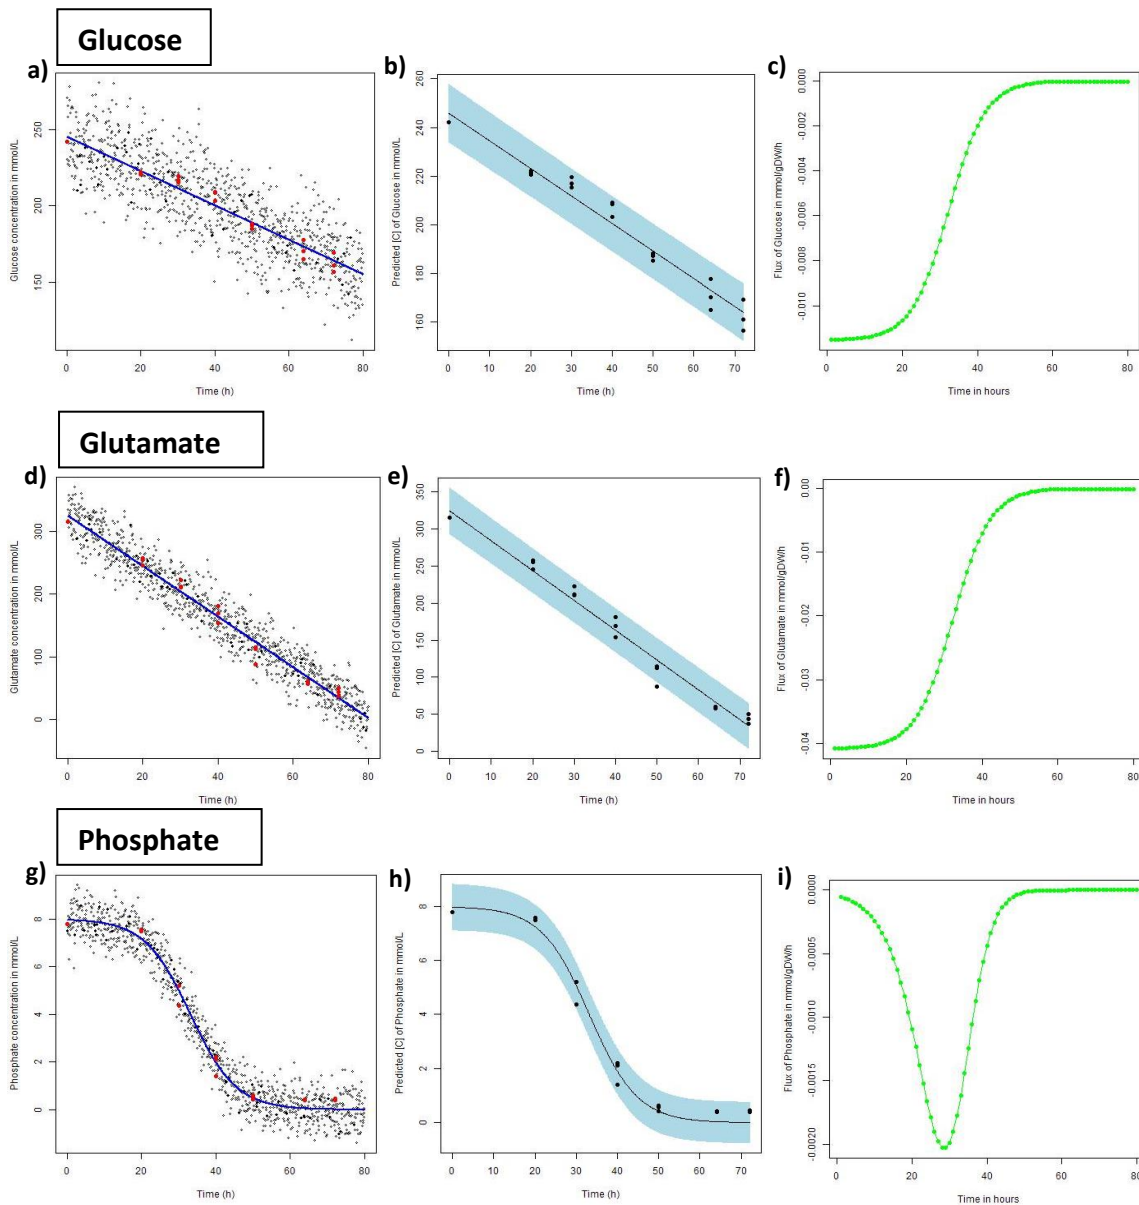 Glucose
a)
b)
c)
Glucose concentration in mmol/L
150 200 250
0 20 40 60 80
Time (h)
Predicted [C] of Glucose in mmol/L
160 180 200 220 240 260
0 10 20 30 40 50 60 70
Time (h)
Flux of Glucose in mmol/gDW/h
-0.010 -0.008 -0.006 -0.004 -0.002 0.000
0 20 40 60 80
Time in hours
Glutamate
d)
e)
f)
Glutamate concentration in mmol/L
0 100 200 300
0 20 40 60 80
Time (h)
Predicted [C] of Glutamate in mmol/L
0 50 100 150 200 250 300 350
0 10 20 30 40 50 60 70
Time (h)
Flux of Glutamate in mmol/gDW/h
-0.04 -0.03 -0.02 -0.01 0.00
0 20 40 60 80
Time in hours
Phosphate
g)
h)
i)
Phosphate concentration in mmol/L
0 2 4 6 8
0 20 40 60 80
Time (h)
Predicted [C] of Phosphate in mmol/L
0 2 4 6 8
0 10 20 30 40 50 60 70
Time (h)
Flux of Phosphate in mmol/gDW/h
-0.0020 -0.0015 -0.0010 -0.0005 0.0000
0 20 40 60 80
Time in hours